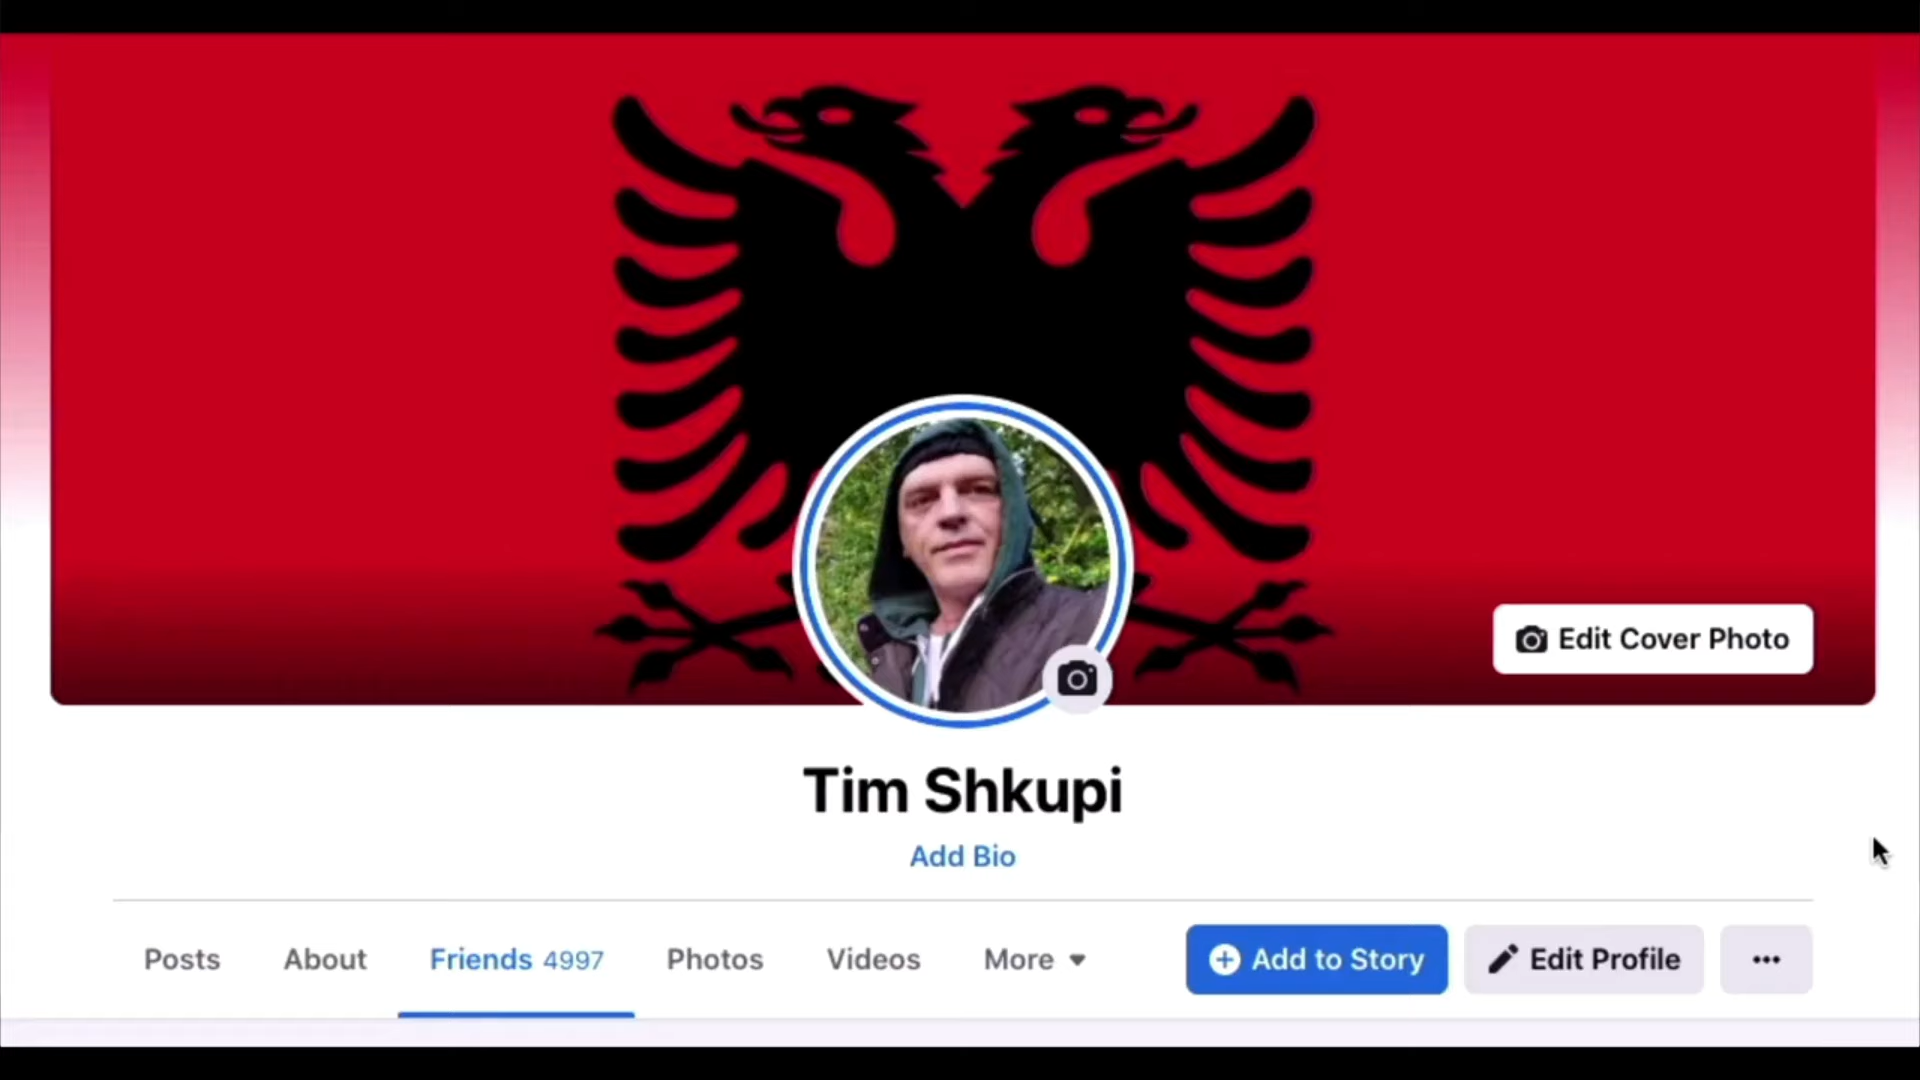 Edit Cover Photo
Tim Shkupi
Add Bio
Posts About Friends 4997 Photos Videos More Add to Story Edit Profile